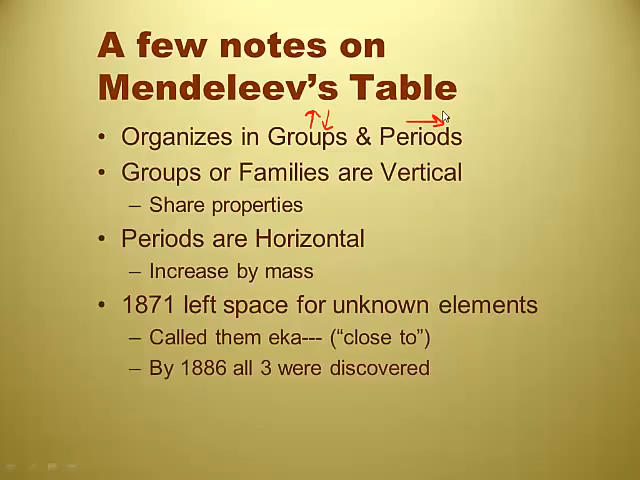 A few notes on
Mendeleev's Table
• Organizes in Groups & Periods
• Groups or Families are Vertical
– Share properties
• Periods are Horizontal
– Increase by mass
• 1871 left space for unknown elements
– Called them eka--- (“close to”)
– By 1886 all 3 were discovered